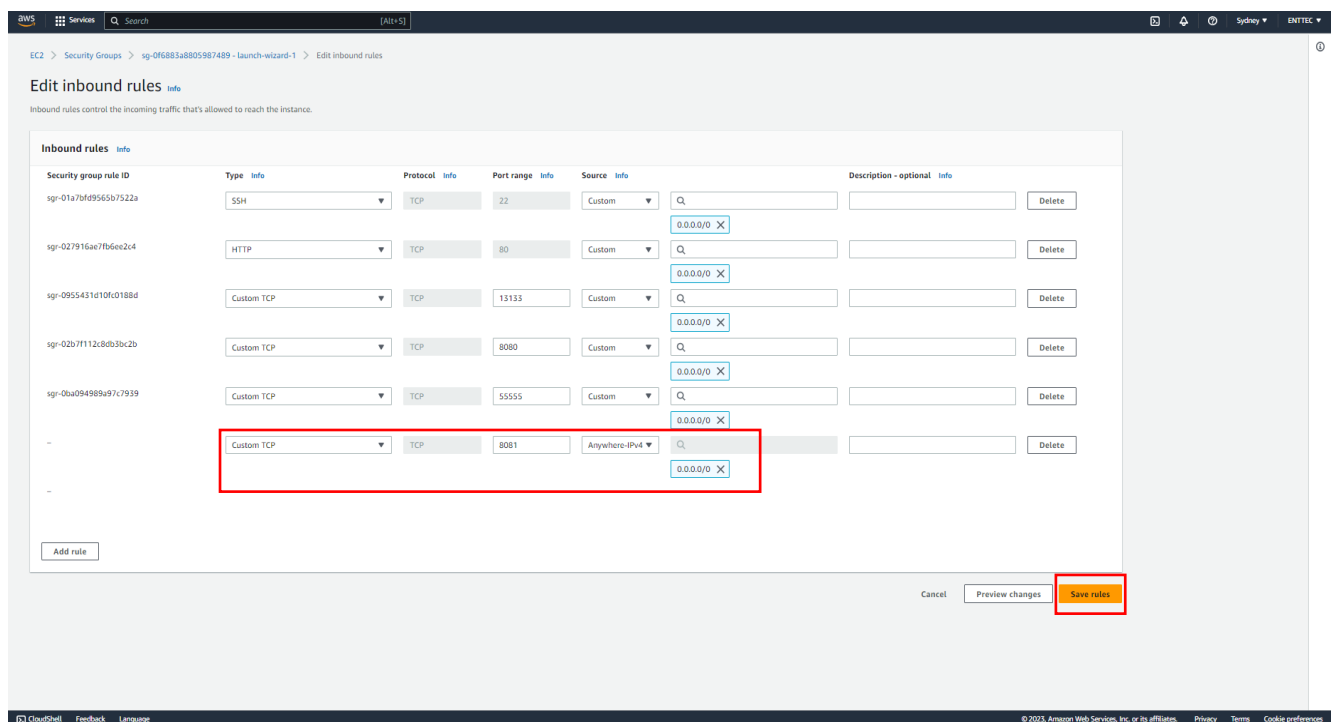 aws Services Search [Alt+S] Sydney ENTTEC
EC2 > Security Groups > sg-0f6883a8805987489 - launch-wizard-1 > Edit inbound rules
Edit inbound rules Info
Inbound rules control the incoming traffic that's allowed to reach the instance.
Inbound rules Info
Security group rule ID Type Info Protocol Info Port range Info Source Info Description - optional Info
sgr-01a7bfd9565b7522a SSH TCP 22 Custom Delete
0.0.0.0/0
sgr-027916ae7fb6ee2c4 HTTP TCP 80 Custom Delete
0.0.0.0/0
sgr-0955431d10fc0188d Custom TCP TCP 13133 Custom Delete
0.0.0.0/0
sgr-02b7f112c8db3bc2b Custom TCP TCP 8080 Custom Delete
0.0.0.0/0
sgr-0ba094989a97c7939 Custom TCP TCP 55555 Custom Delete
0.0.0.0/0
– Custom TCP TCP 8081 Anywhere-IPv4 Delete
0.0.0.0/0
–
Add rule
Cancel Preview changes Save rules
CloudShell Feedback Language © 2023, Amazon Web Services, Inc. or its affiliates. Privacy Terms Cookie preferences